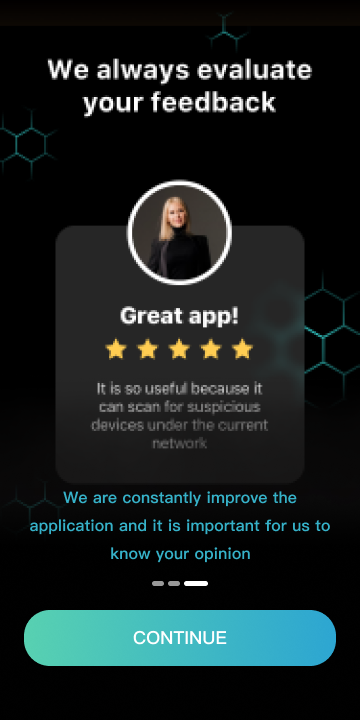 We always evaluate
your feedback
Great app!
It is so useful because it
can scan for suspicious
devices under the current
network
We are constantly improve the
application and it is important for us to
know your opinion
CONTINUE